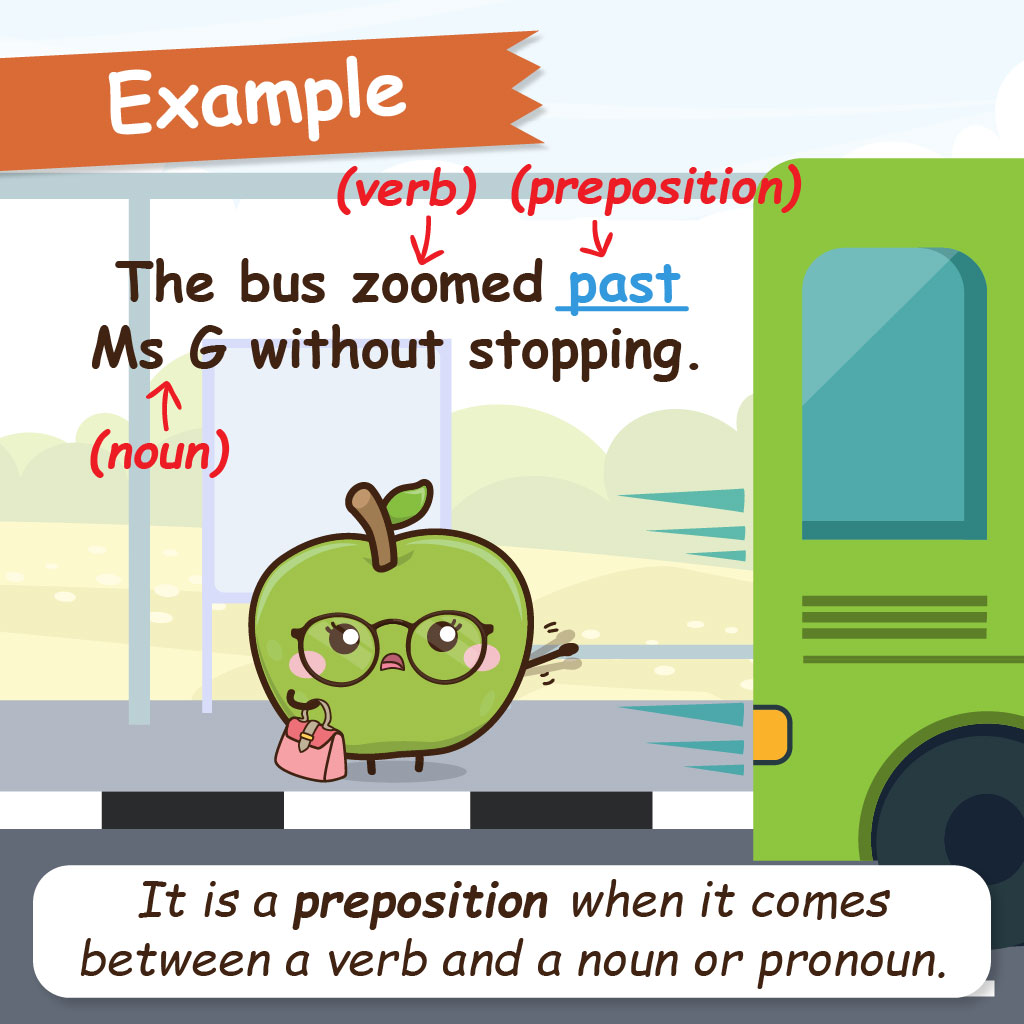 Example
(verb) (preposition)
The bus zoomed past
Ms G without stopping.
(noun)
It is a preposition when it comes
between a verb and a noun or pronoun.